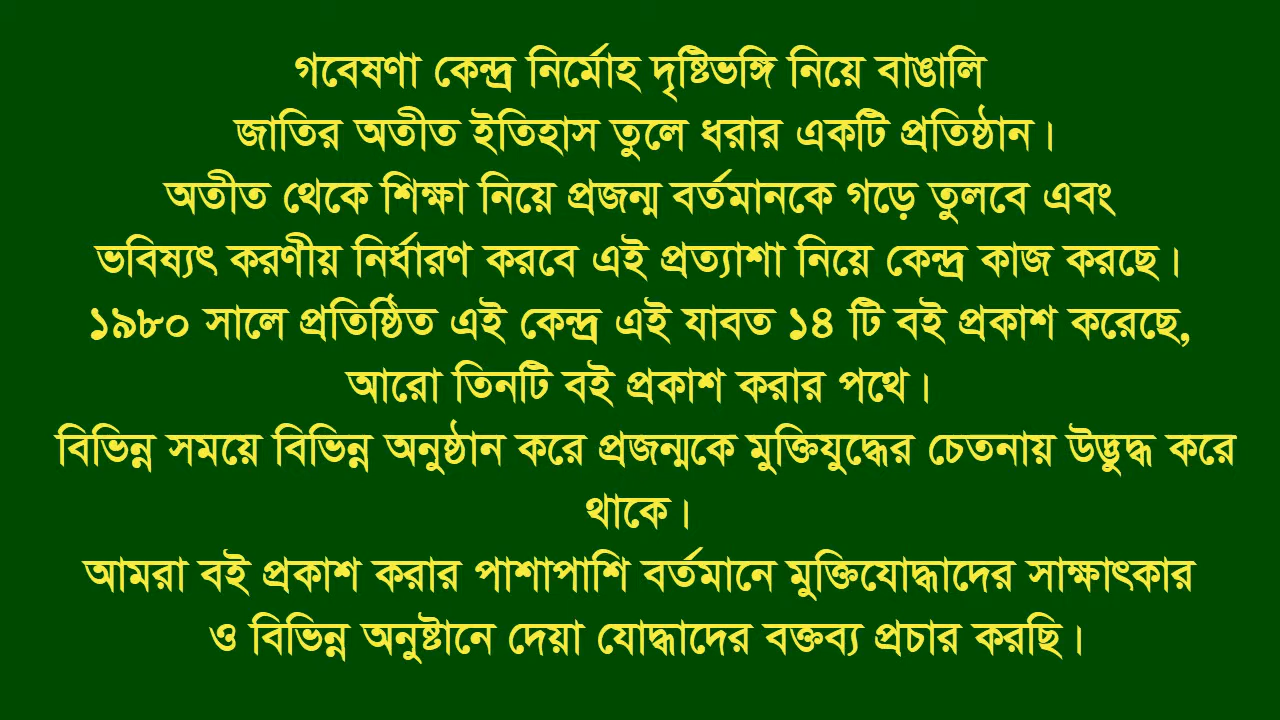 গবেষণা কেন্দ্র নির্মোহ দৃষ্টিভঙ্গি নিয়ে বাঙালি
জাতির অতীত ইতিহাস তুলে ধরার একটি প্রতিষ্ঠান।
অতীত থেকে শিক্ষা নিয়ে প্রজন্ম বর্তমানকে গড়ে তুলবে এবং
ভবিষ্যৎ করণীয় নির্ধারণ করবে এই প্রত্যাশা নিয়ে কেন্দ্র কাজ করছে।
১৯৮০ সালে প্রতিষ্ঠিত এই কেন্দ্র এই যাবত ১৪ টি বই প্রকাশ করেছে,
আরো তিনটি বই প্রকাশ করার পথে।
বিভিন্ন সময়ে বিভিন্ন অনুষ্ঠান করে প্রজন্মকে মুক্তিযুদ্ধের চেতনায় উদ্ভুদ্ধ করে
থাকে।
আমরা বই প্রকাশ করার পাশাপাশি বর্তমানে মুক্তিযোদ্ধাদের সাক্ষাৎকার
ও বিভিন্ন অনুষ্টানে দেয়া যোদ্ধাদের বক্তব্য প্রচার করছি।